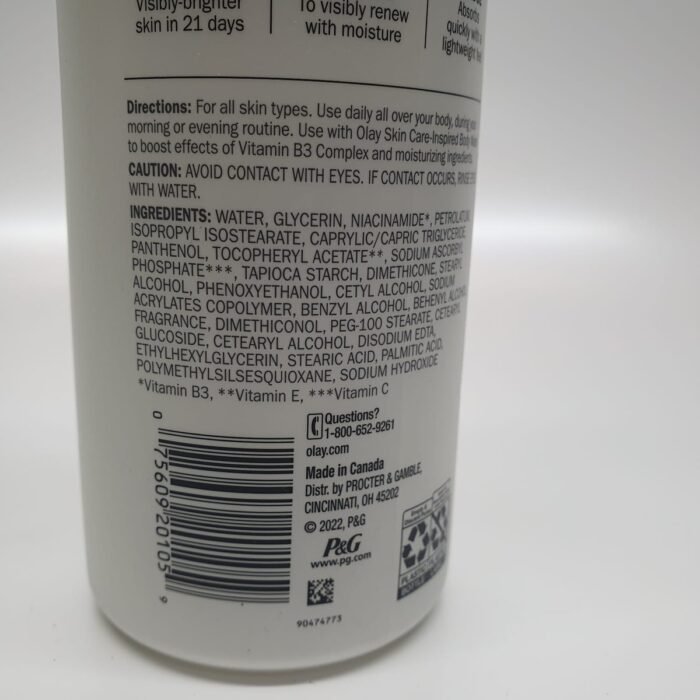 visibly-brighter
skin in 21 days
To visibly renew
with moisture
Absorbs
quickly with a
lightweight
Directions: For all skin types. Use daily all over your body, during
morning or evening routine. Use with Olay Skin Care-Inspired Body
to boost effects of Vitamin B3 Complex and moisturizing ingredients.
CAUTION: AVOID CONTACT WITH EYES. IF CONTACT OCCURS, RINSE
WITH WATER.
INGREDIENTS: WATER, GLYCERIN, NIACINAMIDE*, PETROLATUM,
ISOPROPYL ISOSTEARATE, CAPRYLIC/CAPRIC TRIGLYCERIDE,
PANTHENOL, TOCOPHERYL ACETATE**, SODIUM ASCORBYL
PHOSPHATE***, TAPIOCA STARCH, DIMETHICONE, STEARYL
ALCOHOL, PHENOXYETHANOL, CETYL ALCOHOL, SODIUM
ACRYLATES COPOLYMER, BENZYL ALCOHOL, BEHENYL ALCOHOL,
FRAGRANCE, DIMETHICONOL, PEG-100 STEARATE, CETEARYL
GLUCOSIDE, CETEARYL ALCOHOL, DISODIUM EDTA,
ETHYLHEXYLGLYCERIN, STEARIC ACID, PALMITIC ACID,
POLYMETHYLSILSESQUIOXANE, SODIUM HYDROXIDE
*Vitamin B3, **Vitamin E, ***Vitamin C
0 75609 20105 9
Questions?
1-800-652-9261
olay.com
Made in Canada
Distr. by PROCTER & GAMBLE,
CINCINNATI, OH 45202
© 2022, P&G
P&G
www.pg.com
90474773